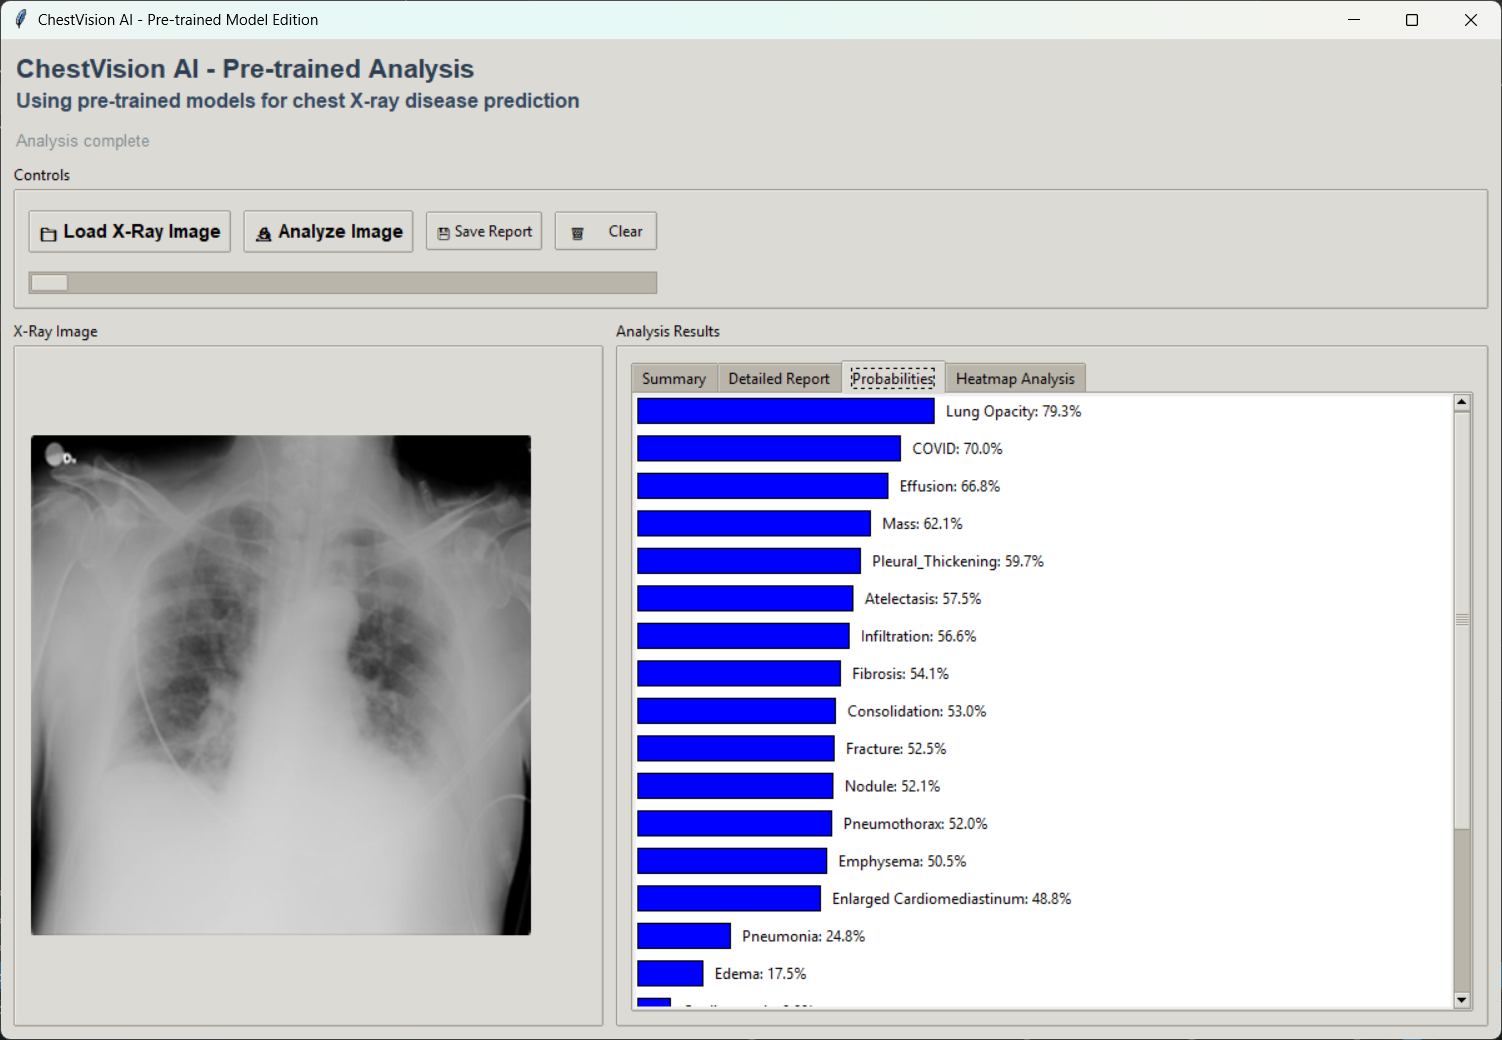 ChestVision AI - Pre-trained Model Edition
ChestVision AI - Pre-trained Analysis
Using pre-trained models for chest X-ray disease prediction
Analysis complete
Controls
Load X-Ray Image
Analyze Image
Save Report
Clear
X-Ray Image
Analysis Results
Summary
Detailed Report
Probabilities
Heatmap Analysis
Lung Opacity: 79.3%
COVID: 70.0%
Effusion: 66.8%
Mass: 62.1%
Pleural_Thickening: 59.7%
Atelectasis: 57.5%
Infiltration: 56.6%
Fibrosis: 54.1%
Consolidation: 53.0%
Fracture: 52.5%
Nodule: 52.1%
Pneumothorax: 52.0%
Emphysema: 50.5%
Enlarged Cardiomediastinum: 48.8%
Pneumonia: 24.8%
Edema: 17.5%